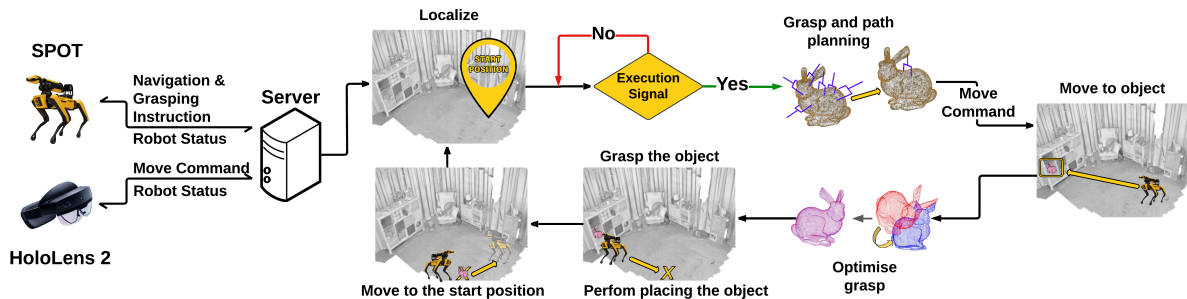 SPOT
Navigation &
Grasping
Instruction
Robot Status
Move Command
Robot Status
HoloLens 2
Server
Localize
START
POSITION
No
Execution
Signal
Yes
Grasp and path
planning
Move
Command
Move to object
Optimise
grasp
Grasp the object
X
Perfom placing the object
X
Move to the start position